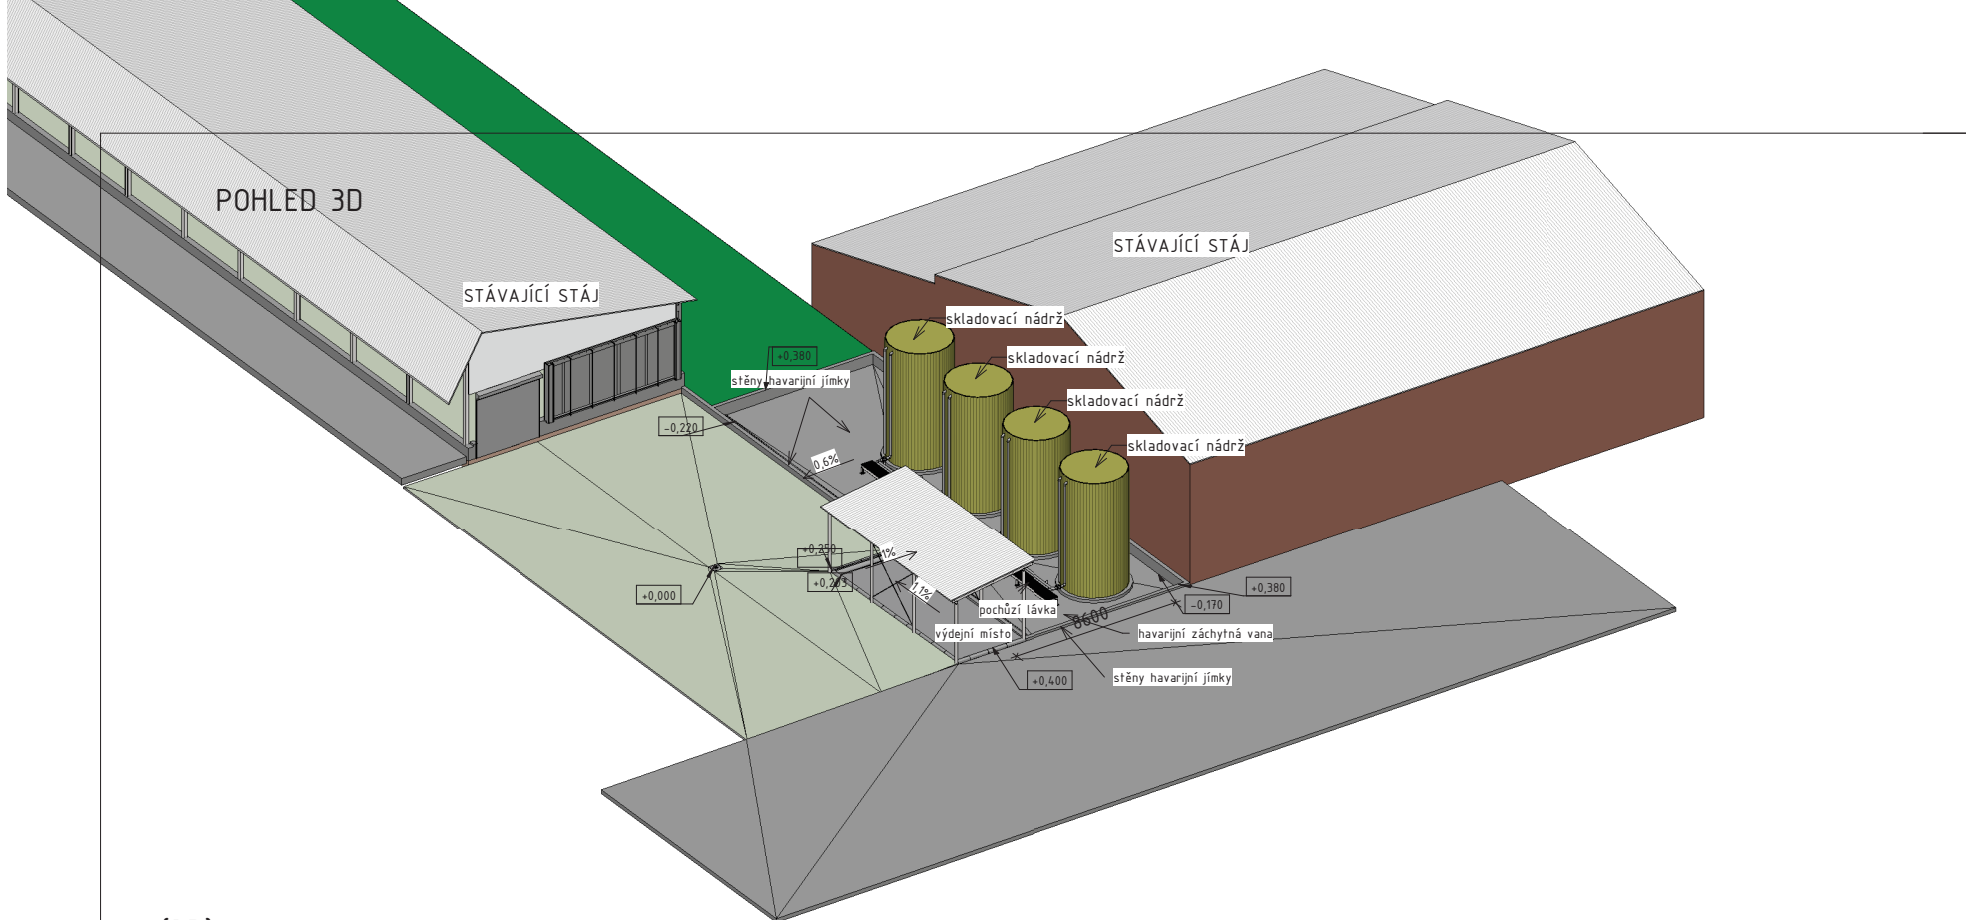 POHLED 3D
STÁVAJÍCÍ STÁJ
STÁVAJÍCÍ STÁJ
skladovací nádrž
skladovací nádrž
skladovací nádrž
skladovací nádrž
+0,380
stěny havarijní jímky
-0,220
0,6%
+0,250
1%
+0,203
1,1%
+0,000
pochůzí lávka
8600
výdejní místo
+0,380
-0,170
havarijní záchytná vana
+0,400
stěny havarijní jímky